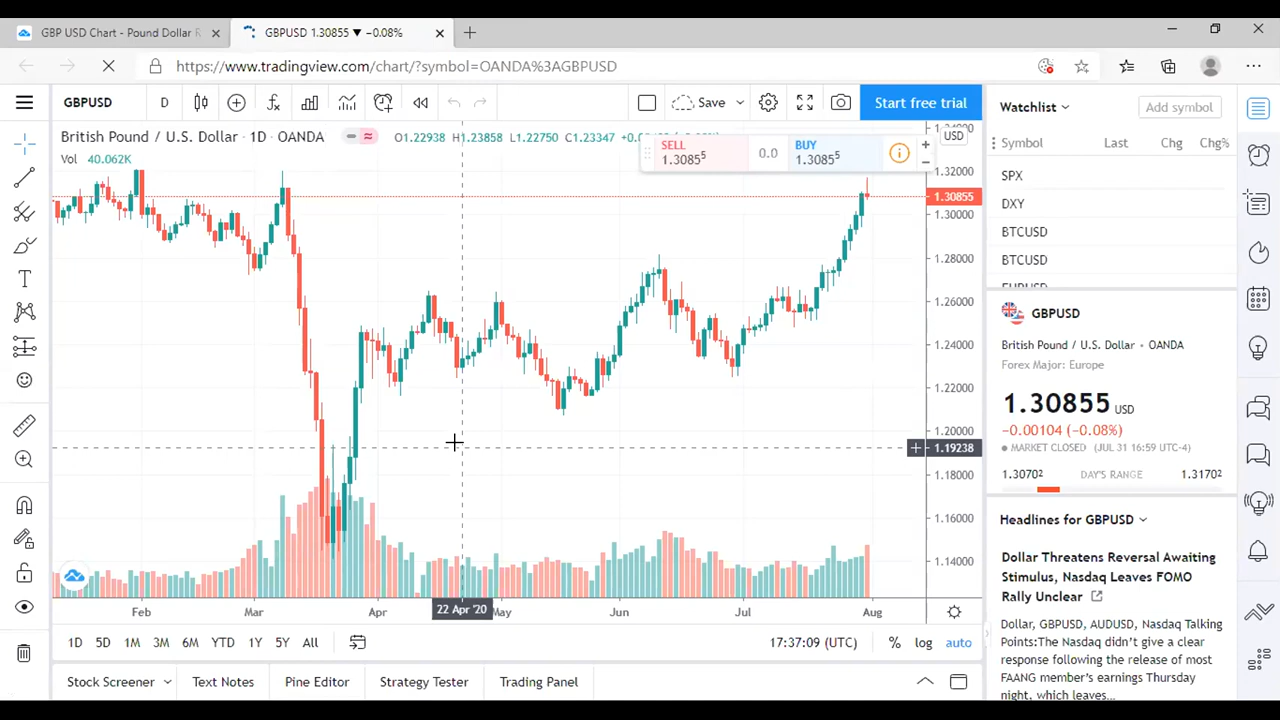 GBP USD Chart - Pound Dollar
GBPUSD 1.30855 ▼ −0.08%
https://www.tradingview.com/chart/?symbol=OANDA%3AGBPUSD
GBPUSD D Save Start free trial
British Pound / U.S. Dollar · 1D · OANDA O1.22938 H1.23858 L1.22750 C1.23347
Vol 40.062K
SELL
1.30855
0.0
BUY
1.30855
USD
1.32000
1.30855
1.30000
1.28000
1.26000
1.24000
1.22000
1.20000
1.19238
1.18000
1.16000
1.14000
Feb Mar Apr 22 Apr '20 May Jun Jul Aug
1D 5D 1M 3M 6M YTD 1Y 5Y All 17:37:09 (UTC) % log auto
Stock Screener Text Notes Pine Editor Strategy Tester Trading Panel
Watchlist Add symbol
Symbol Last Chg Chg%
SPX
DXY
BTCUSD
BTCUSD
EURUSD
GBPUSD
British Pound / U.S. Dollar • OANDA
Forex Major: Europe
1.30855 USD
−0.00104 (−0.08%)
MARKET CLOSED (JUL 31 16:59 UTC-4)
1.30702 DAY'S RANGE 1.31702
Headlines for GBPUSD
Dollar Threatens Reversal Awaiting
Stimulus, Nasdaq Leaves FOMO
Rally Unclear
Dollar, GBPUSD, AUDUSD, Nasdaq Talking
Points:The Nasdaq didn't give a clear
response following the release of most
FAANG member's earnings Thursday
night, which leaves...